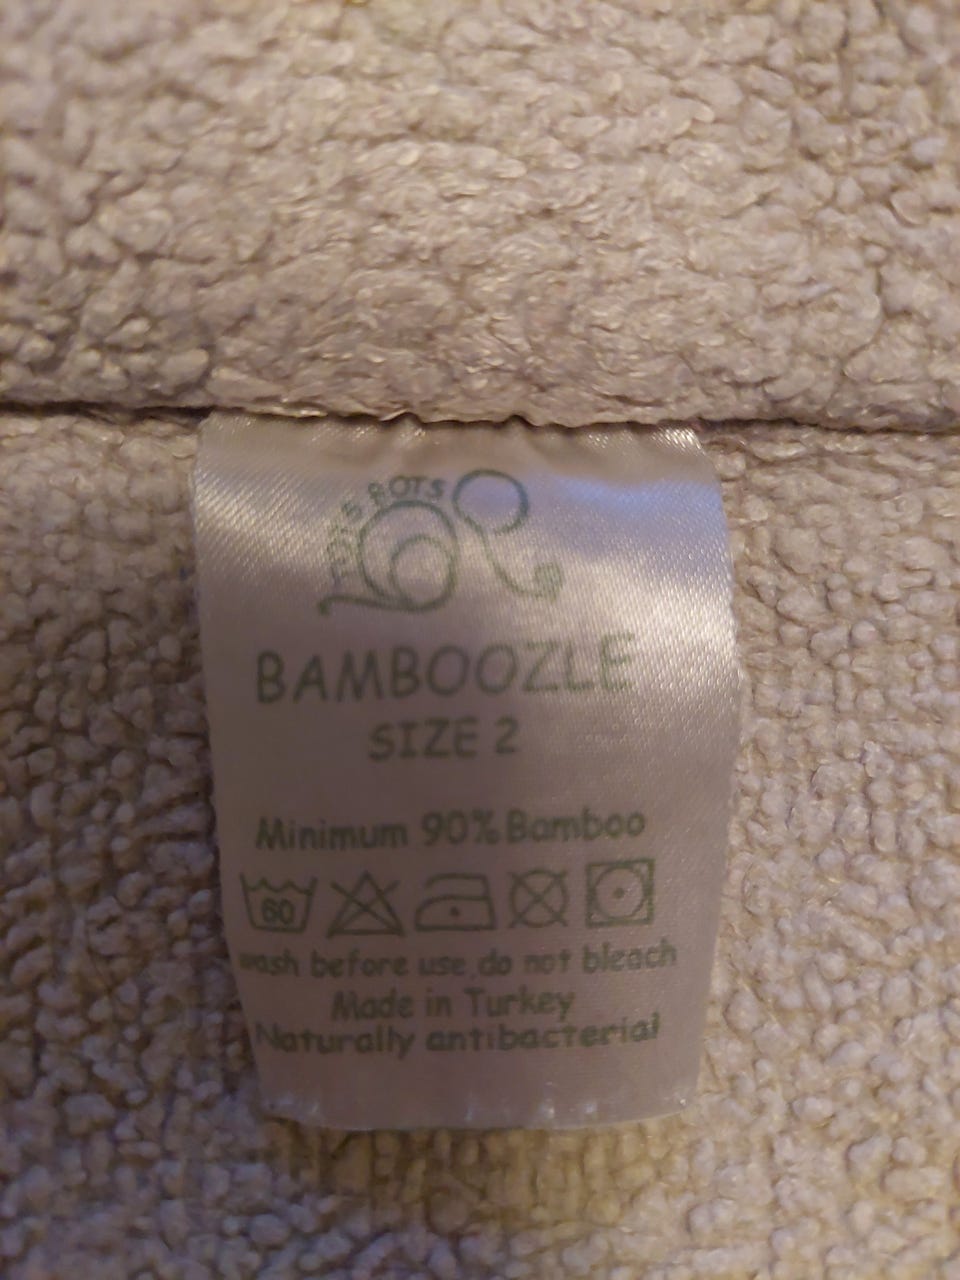 TOTS BOTS
BAMBOOZLE
SIZE 2
Minimum 90% Bamboo
60
wash before use, do not bleach
Made in Turkey
Naturally antibacterial